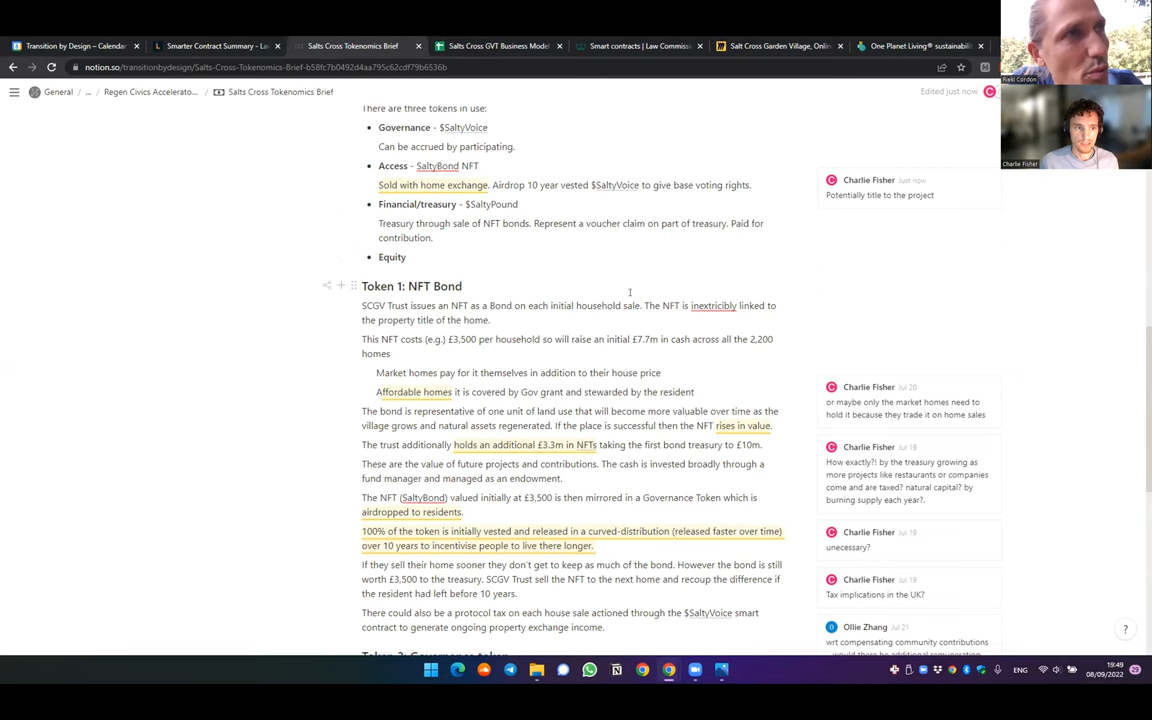 Transition by Design – Calendar
Smarter Contract Summary - La
Salts Cross Tokenomics Brief
Salts Cross GVT Business Model
Smart contracts | Law Commiss
Salt Cross Garden Village, Onlin
One Planet Living® sustainabili
notion.so/transitionbydesign/Salts-Cross-Tokenomics-Brief-b58fc7b0492d4aa795c62cdf79b6536b
General / ... / Regen Civics Accelerato... / Salts Cross Tokenomics Brief
Edited just now
Rieki Cordon
Charlie Fisher
There are three tokens in use:
Governance - $SaltyVoice
Can be accrued by participating.
Access - SaltyBond NFT
Sold with home exchange. Airdrop 10 year vested $SaltyVoice to give base voting rights.
Financial/treasury - $SaltyPound
Treasury through sale of NFT bonds. Represent a voucher claim on part of treasury. Paid for
contribution.
Equity
Token 1: NFT Bond
SCGV Trust issues an NFT as a Bond on each initial household sale. The NFT is inextricibly linked to
the property title of the home.
This NFT costs (e.g.) £3,500 per household so will raise an initial £7.7m in cash across all the 2,200
homes
Market homes pay for it themselves in addition to their house price
Affordable homes it is covered by Gov grant and stewarded by the resident
The bond is representative of one unit of land use that will become more valuable over time as the
village grows and natural assets regenerated. If the place is successful then the NFT rises in value.
The trust additionally holds an additional £3.3m in NFTs taking the first bond treasury to £10m.
These are the value of future projects and contributions. The cash is invested broadly through a
fund manager and managed as an endowment.
The NFT (SaltyBond) valued initially at £3,500 is then mirrored in a Governance Token which is
airdropped to residents.
100% of the token is initially vested and released in a curved-distribution (released faster over time)
over 10 years to incentivise people to live there longer.
If they sell their home sooner they don't get to keep as much of the bond. However the bond is still
worth £3,500 to the treasury. SCGV Trust sell the NFT to the next home and recoup the difference if
the resident had left before 10 years.
There could also be a protocol tax on each house sale actioned through the $SaltyVoice smart
contract to generate ongoing property exchange income.
C Charlie Fisher Just now
Potentially title to the project
C Charlie Fisher Jul 20
or maybe only the market homes need to
hold it because they trade it on home sales
C Charlie Fisher Jul 19
How exactly?! by the treasury growing as
more projects like restaurants or companies
come and are taxed? natural capital? by
burning supply each year?.
C Charlie Fisher Jul 19
unecessary?
C Charlie Fisher Jul 19
Tax implications in the UK?
O Ollie Zhang Jul 21
wrt compensating community contributions
?
ENG
19:49
08/09/2022
29